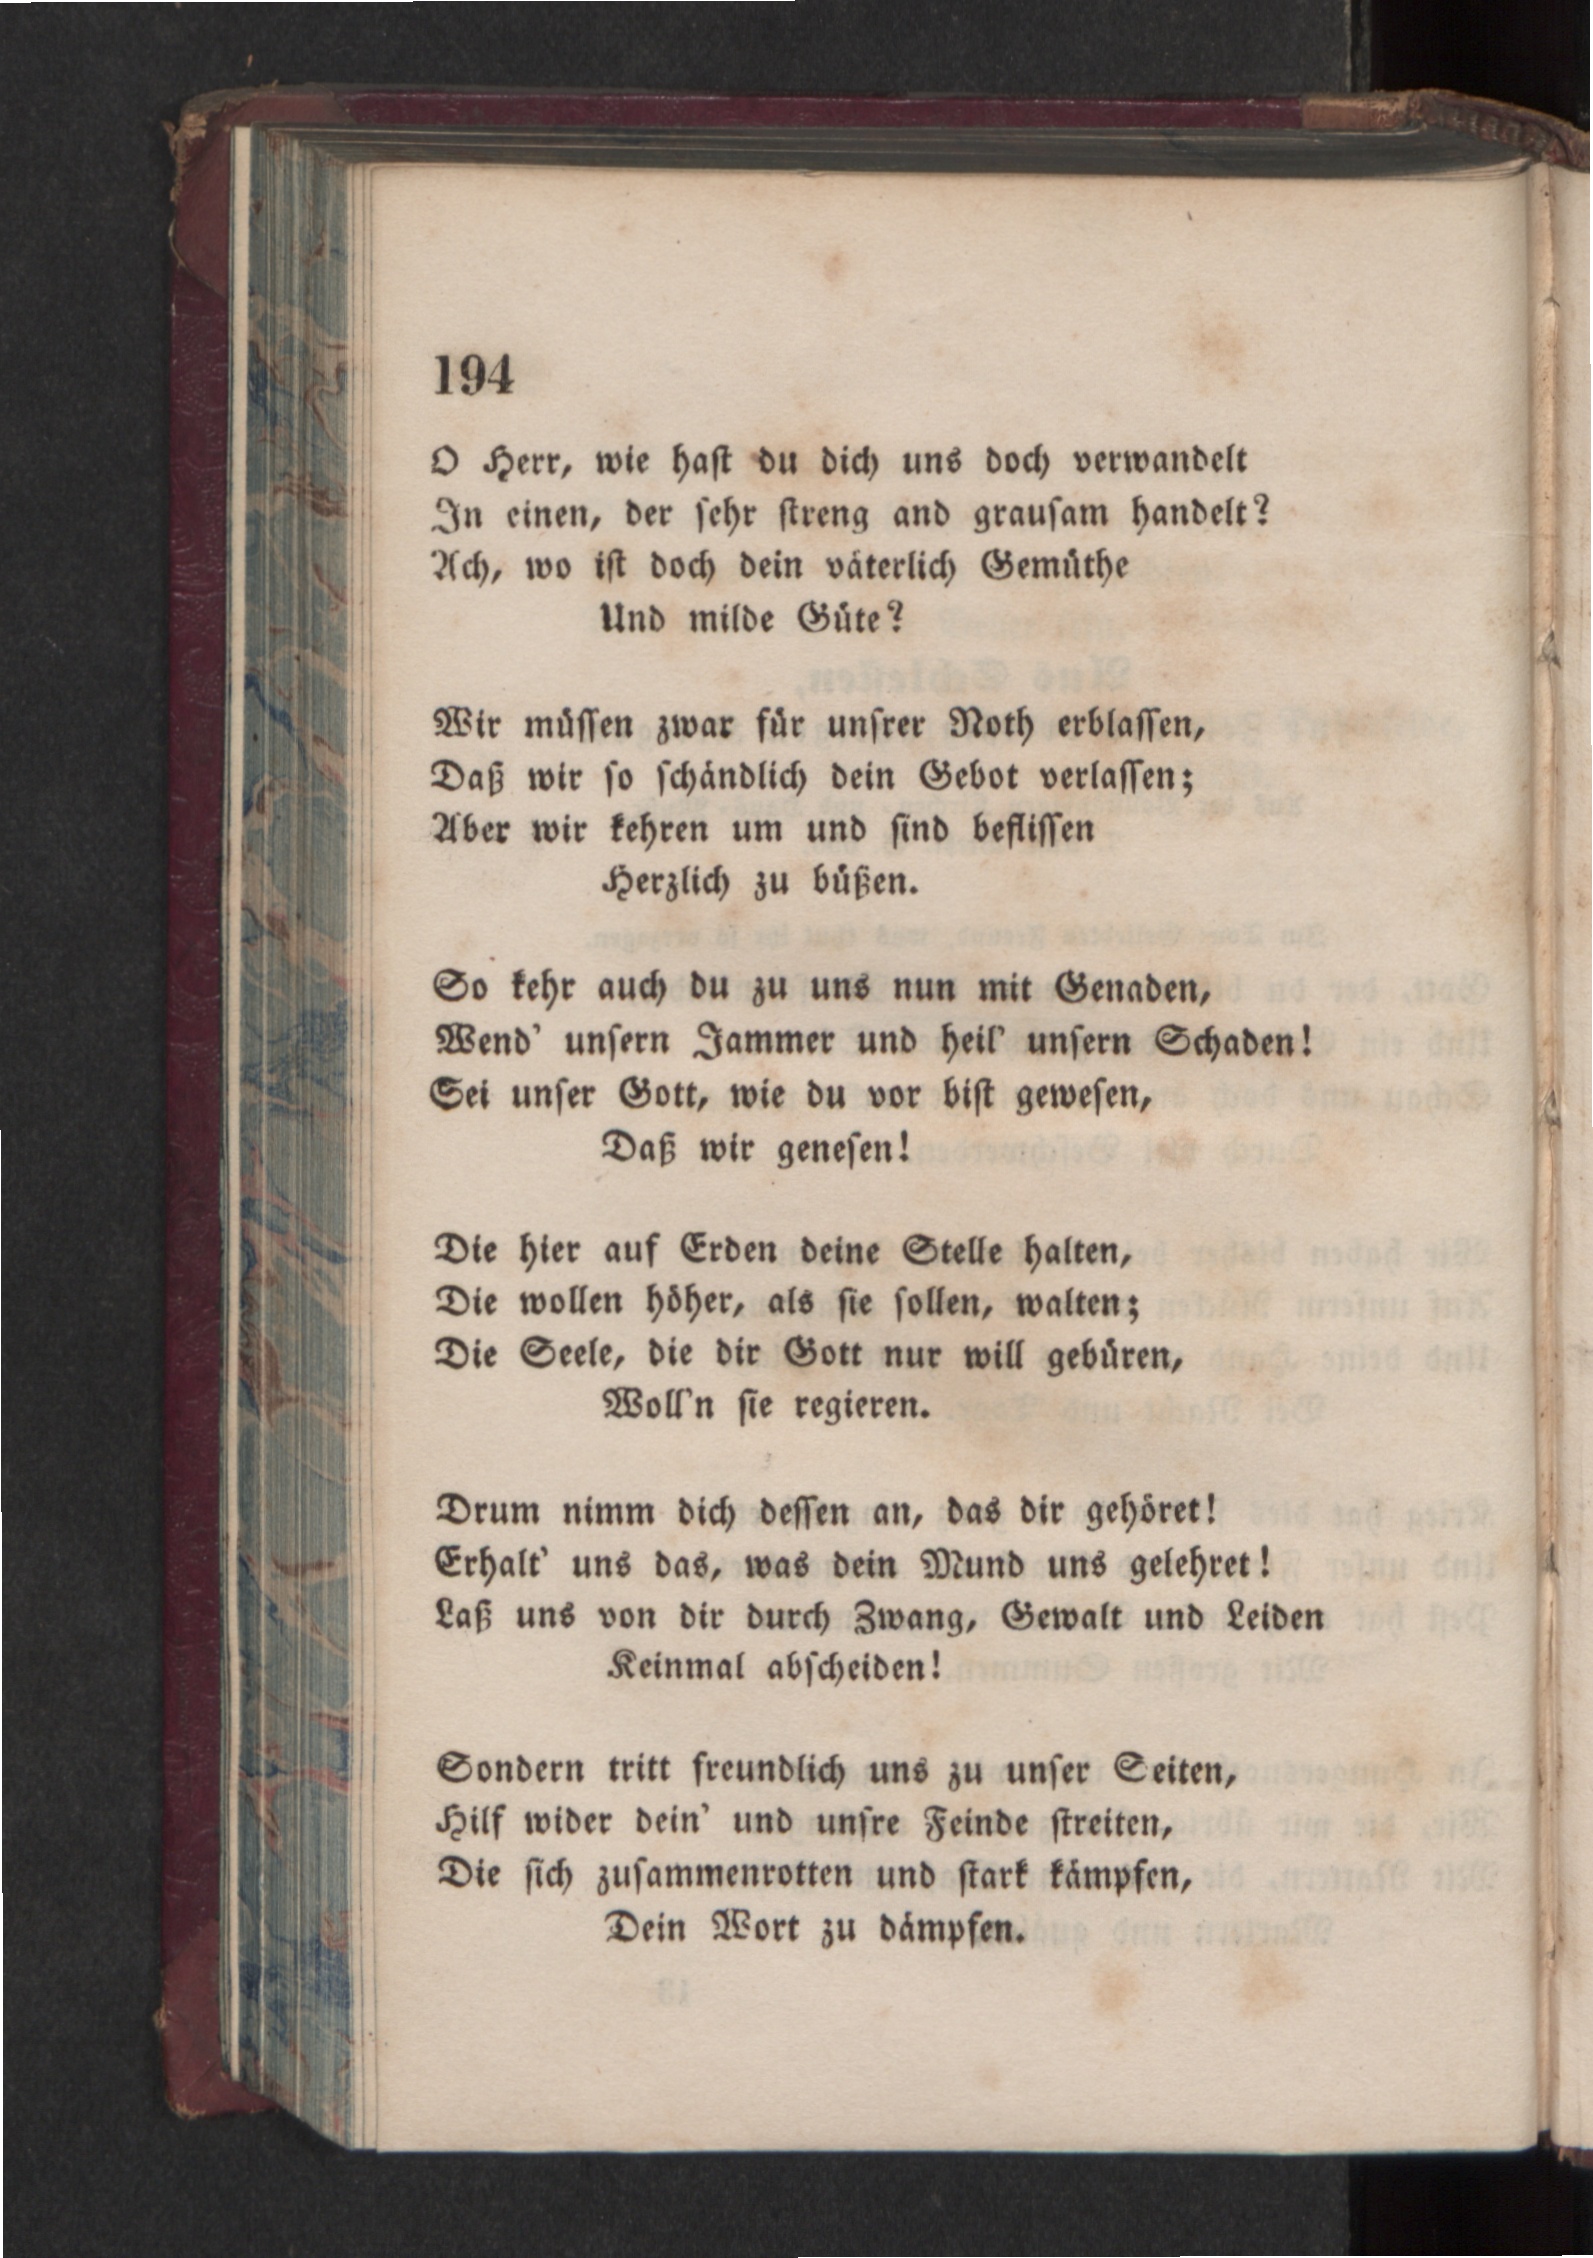 194
O Herr, wie hast du dich uns doch verwandelt
In einen, der sehr streng and grausam handelt?
Ach, wo ist doch dein väterlich Gemüthe
Und milde Güte?
Wir müssen zwar für unsrer Noth erblassen,
Daß wir so schändlich dein Gebot verlassen;
Aber wir kehren um und sind beflissen
Herzlich zu büßen.
So kehr auch du zu uns nun mit Genaden,
Wend' unsern Jammer und heil' unsern Schaden!
Sei unser Gott, wie du vor bist gewesen,
Daß wir genesen!
Die hier auf Erden deine Stelle halten,
Die wollen höher, als sie sollen, walten;
Die Seele, die dir Gott nur will gebüren,
Woll'n sie regieren.
Drum nimm dich dessen an, das dir gehöret!
Erhalt' uns das, was dein Mund uns gelehret!
Laß uns von dir durch Zwang, Gewalt und Leiden
Keinmal abscheiden!
Sondern tritt freundlich uns zu unser Seiten,
Hilf wider dein' und unsre Feinde streiten,
Die sich zusammenrotten und stark kämpfen,
Dein Wort zu dämpfen.